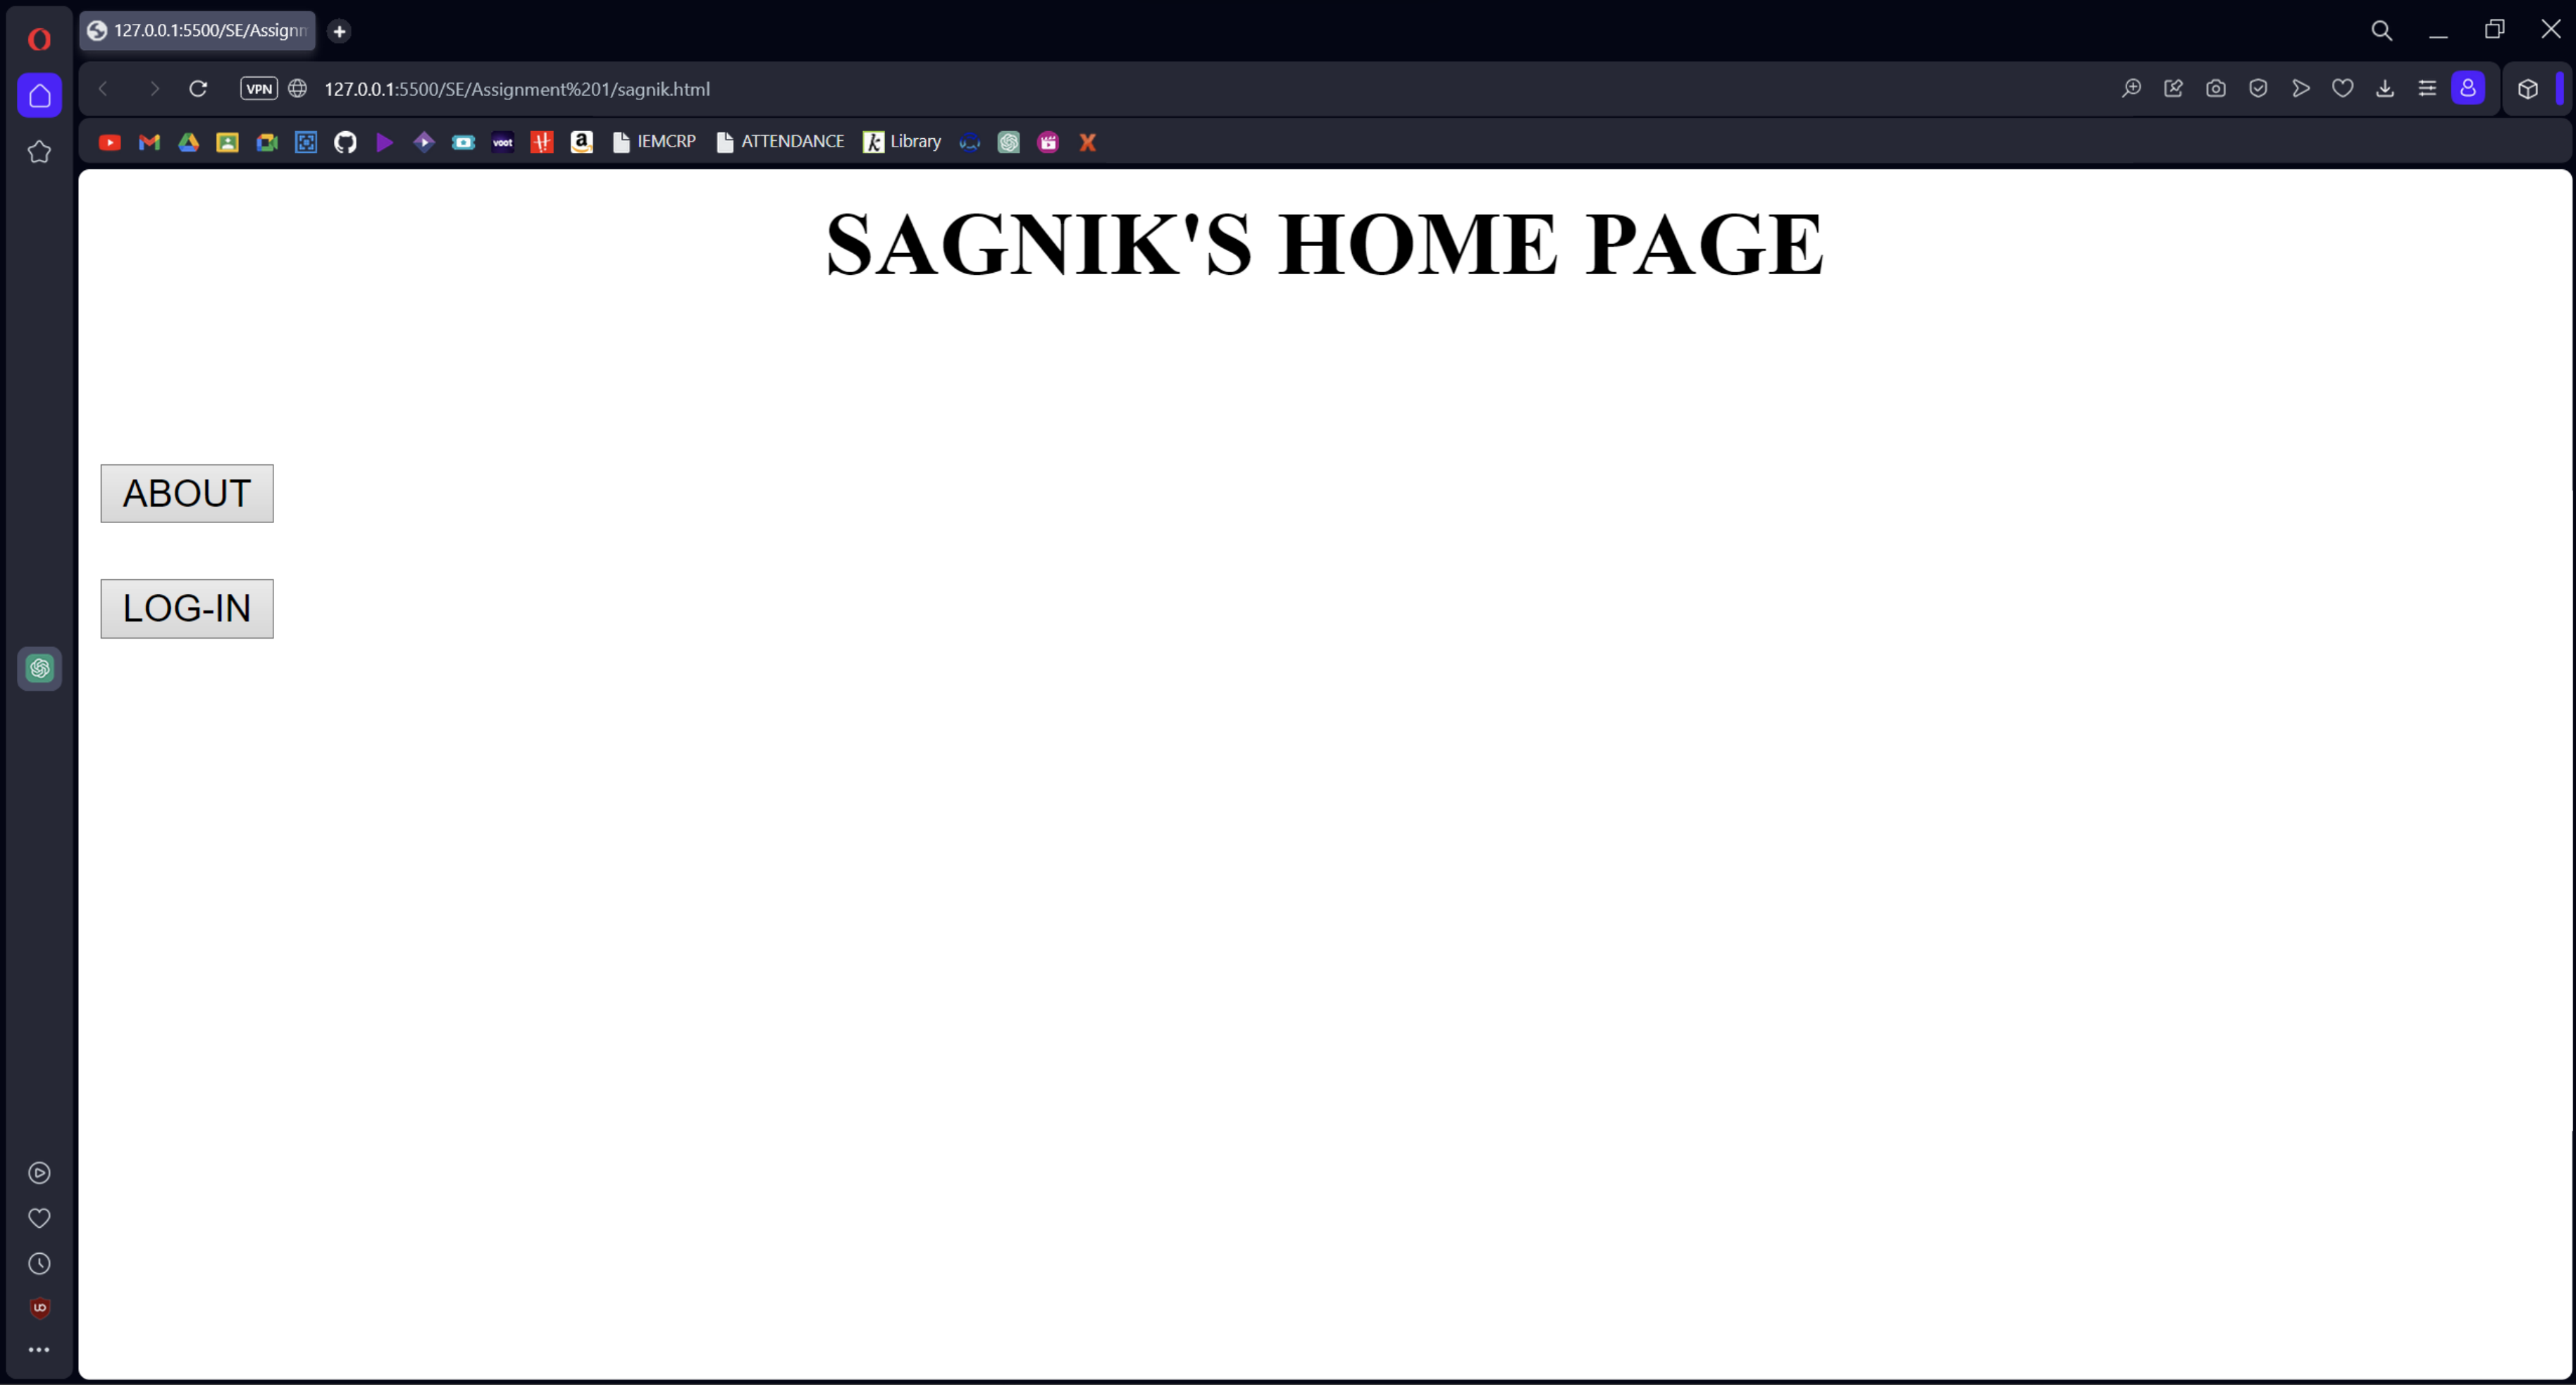 127.0.0.1:5500/SE/Assignm
VPN 127.0.0.1:5500/SE/Assignment%201/sagnik.html
voot a IEMCRP ATTENDANCE k Library X
SAGNIK'S HOME PAGE
ABOUT
LOG-IN